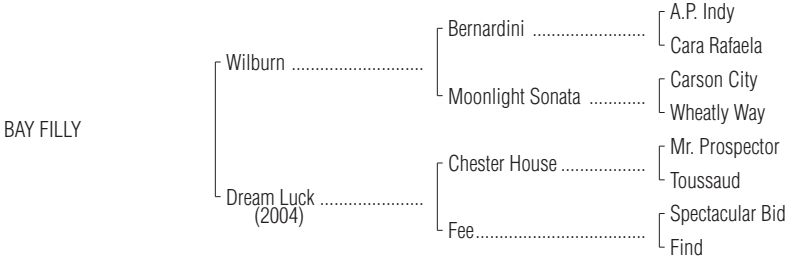 A.P. Indy
Bernardini ........................
Cara Rafaela
Wilburn ............................
Carson City
Moonlight Sonata ............
Wheatly Way
BAY FILLY
Mr. Prospector
Chester House ..................
Toussaud
Dream Luck ......................
(2004)
Spectacular Bid
Fee....................................
Find